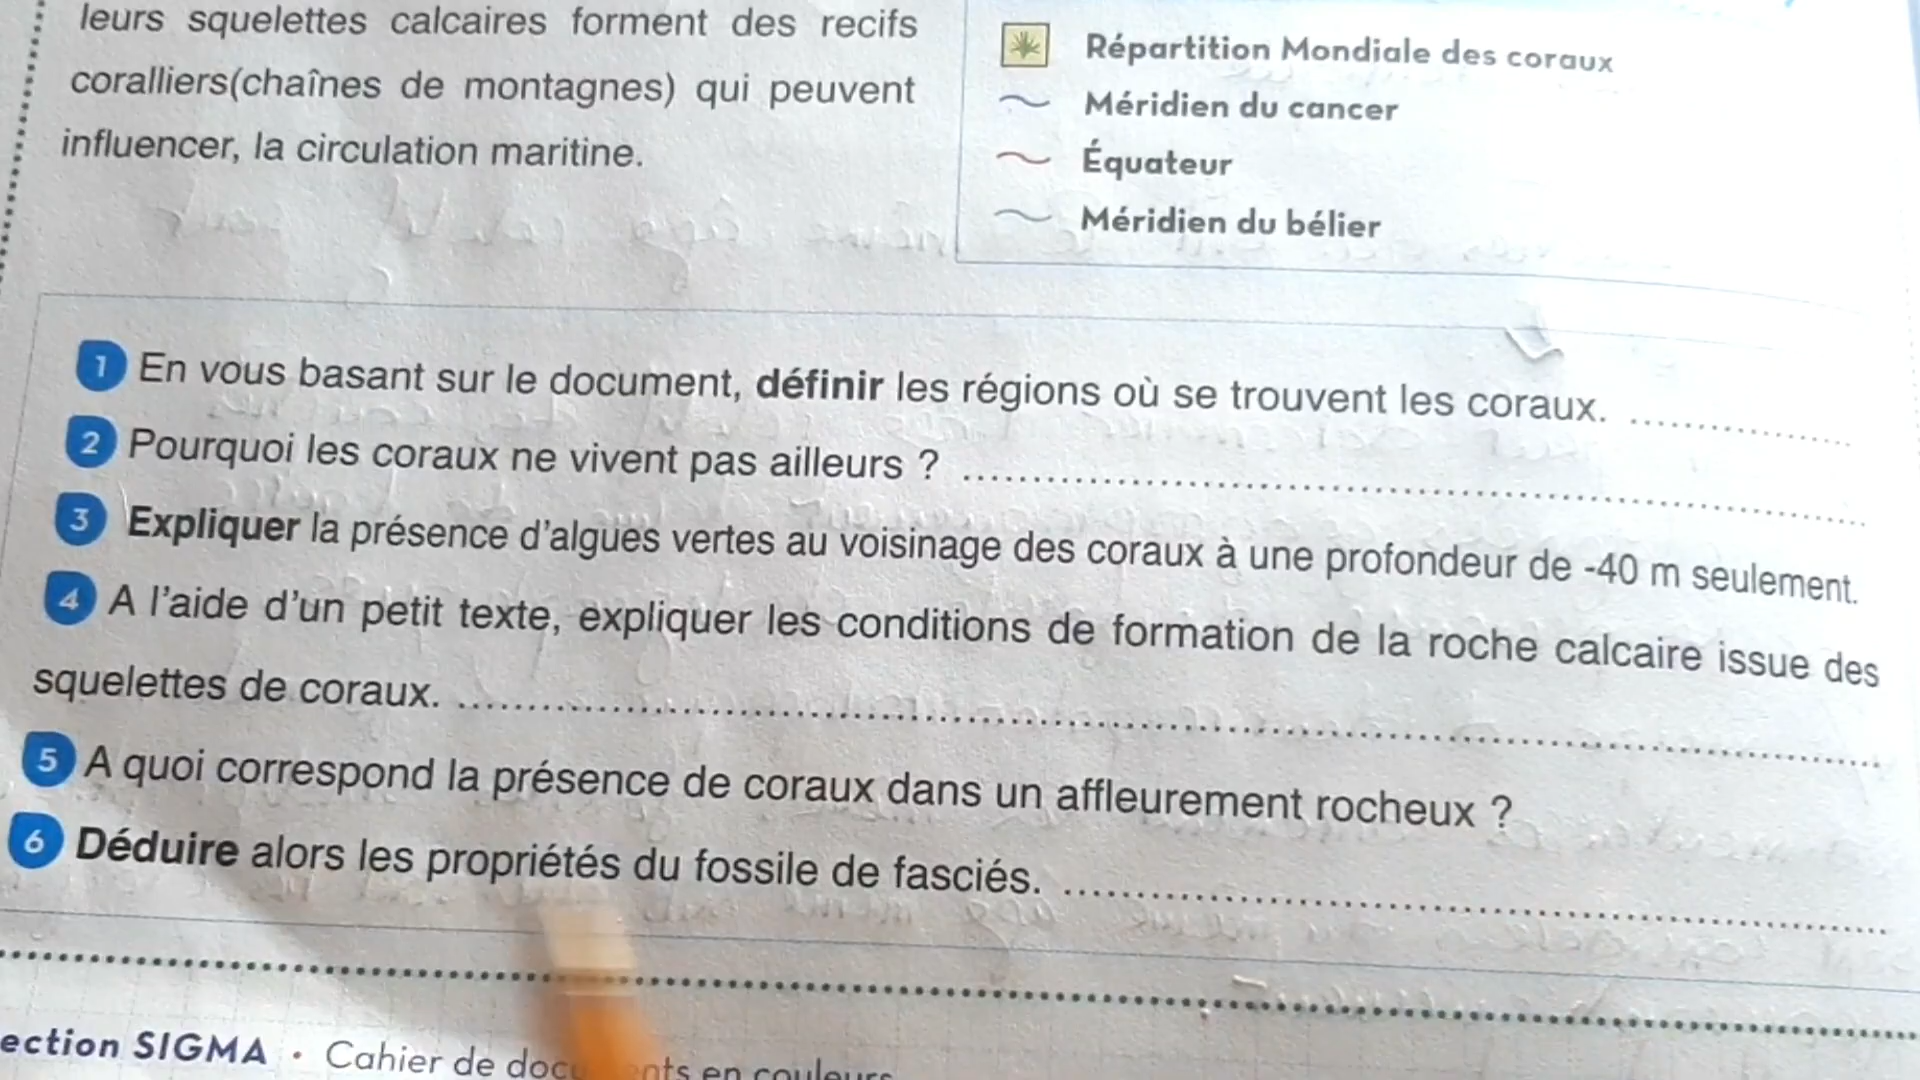 leurs squelettes calcaires forment des recifs
coralliers(chaînes de montagnes) qui peuvent
influencer, la circulation maritine.
Répartition Mondiale des coraux
Méridien du cancer
Équateur
Méridien du bélier
1 En vous basant sur le document, définir les régions où se trouvent les coraux. ..........
2 Pourquoi les coraux ne vivent pas ailleurs ? ..........
3 Expliquer la présence d'algues vertes au voisinage des coraux à une profondeur de -40 m seulement.
4 A l'aide d'un petit texte, expliquer les conditions de formation de la roche calcaire issue des
squelettes de coraux. ..........
5 A quoi correspond la présence de coraux dans un affleurement rocheux ?
6 Déduire alors les propriétés du fossile de fasciés. ..........
ection SIGMA · Cahier de en couleurs